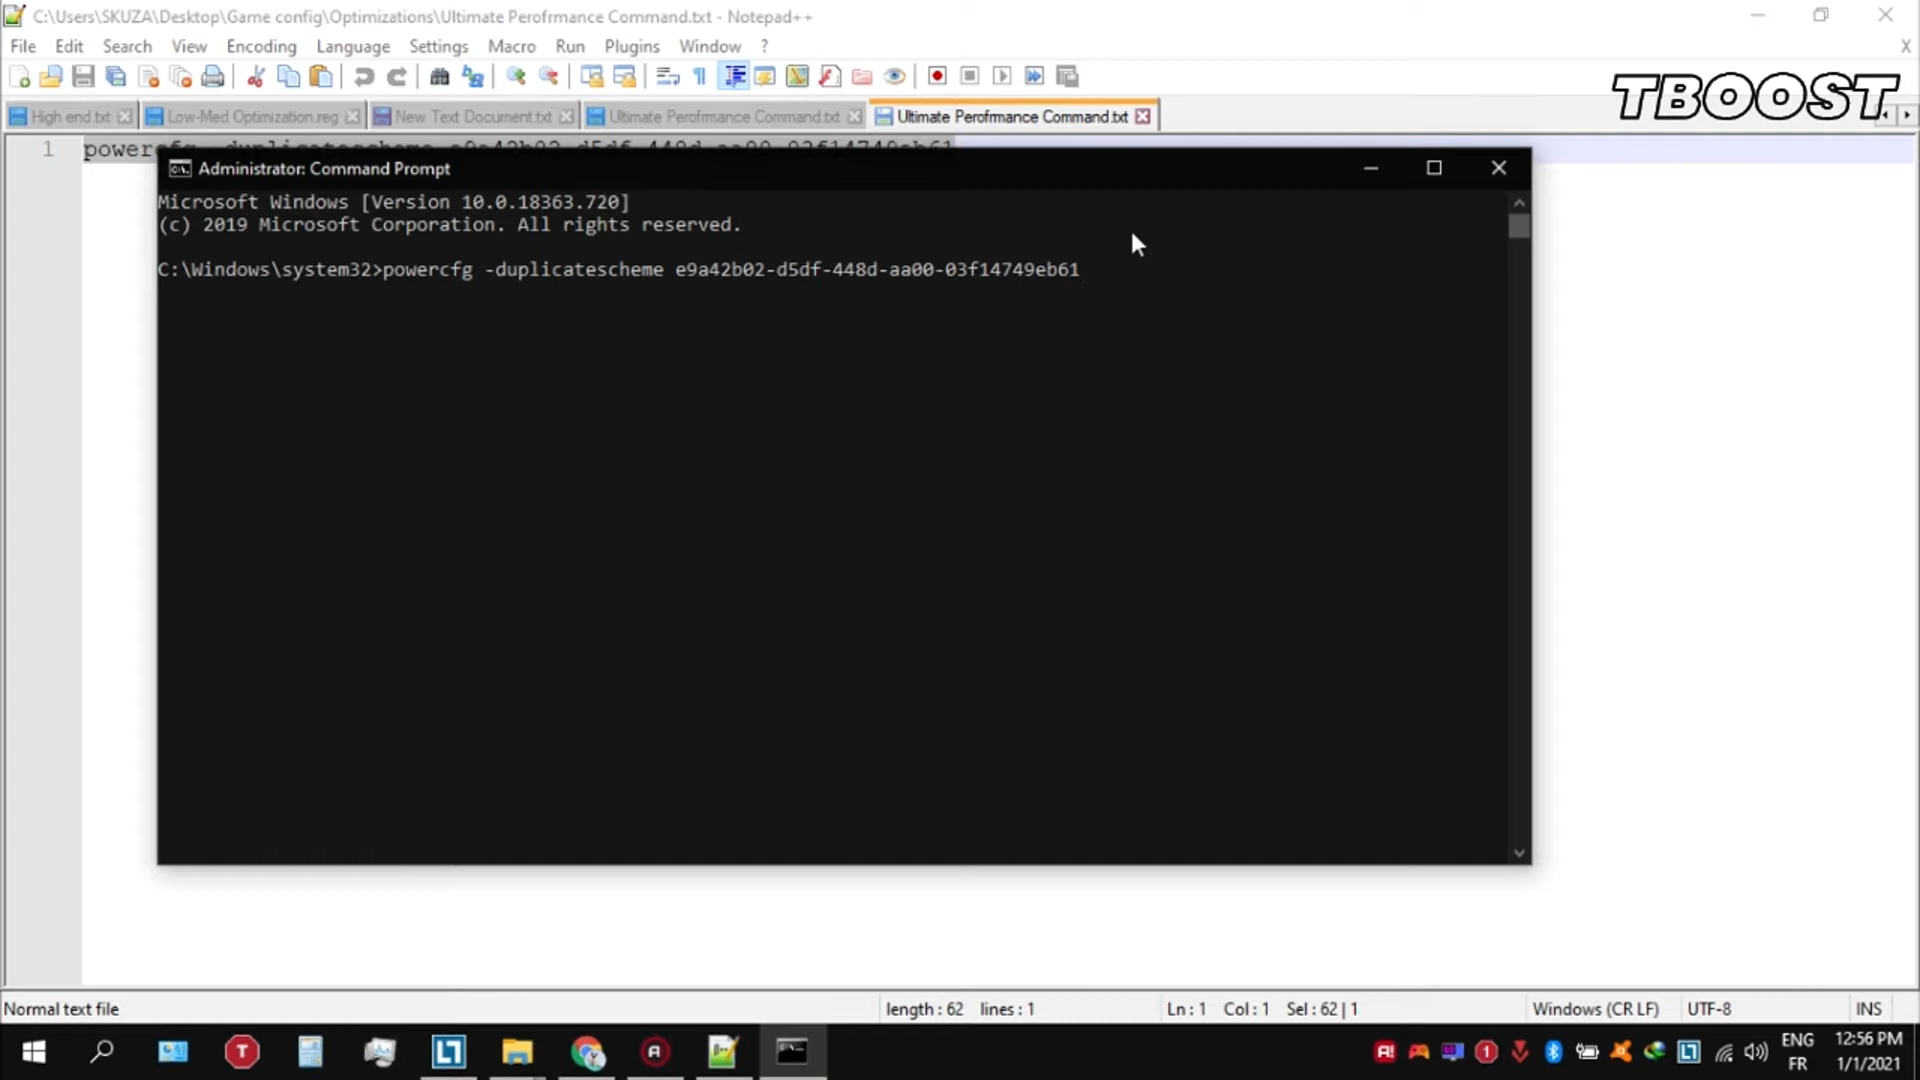 C:\Users\SKUZA\Desktop\Game config\Optimizations\Ultimate Perofrmance Command.txt - Notepad++
File Edit Search View Encoding Language Settings Macro Run Plugins Window ?
X
TBOOST
High end.txt Low-Med Optimization.reg New Text Document.txt Ultimate Perofrmance Command.txt Ultimate Perofrmance Command.txt
1 powercfg -duplicatescheme e9a42b02-d5df-448d-aa00-03f14749eb61
Administrator: Command Prompt
Microsoft Windows [Version 10.0.18363.720]
(c) 2019 Microsoft Corporation. All rights reserved.
C:\Windows\system32>powercfg -duplicatescheme e9a42b02-d5df-448d-aa00-03f14749eb61
Normal text file length : 62 lines : 1 Ln : 1 Col : 1 Sel : 62 | 1 Windows (CR LF) UTF-8 INS
ENG
FR
12:56 PM
1/1/2021